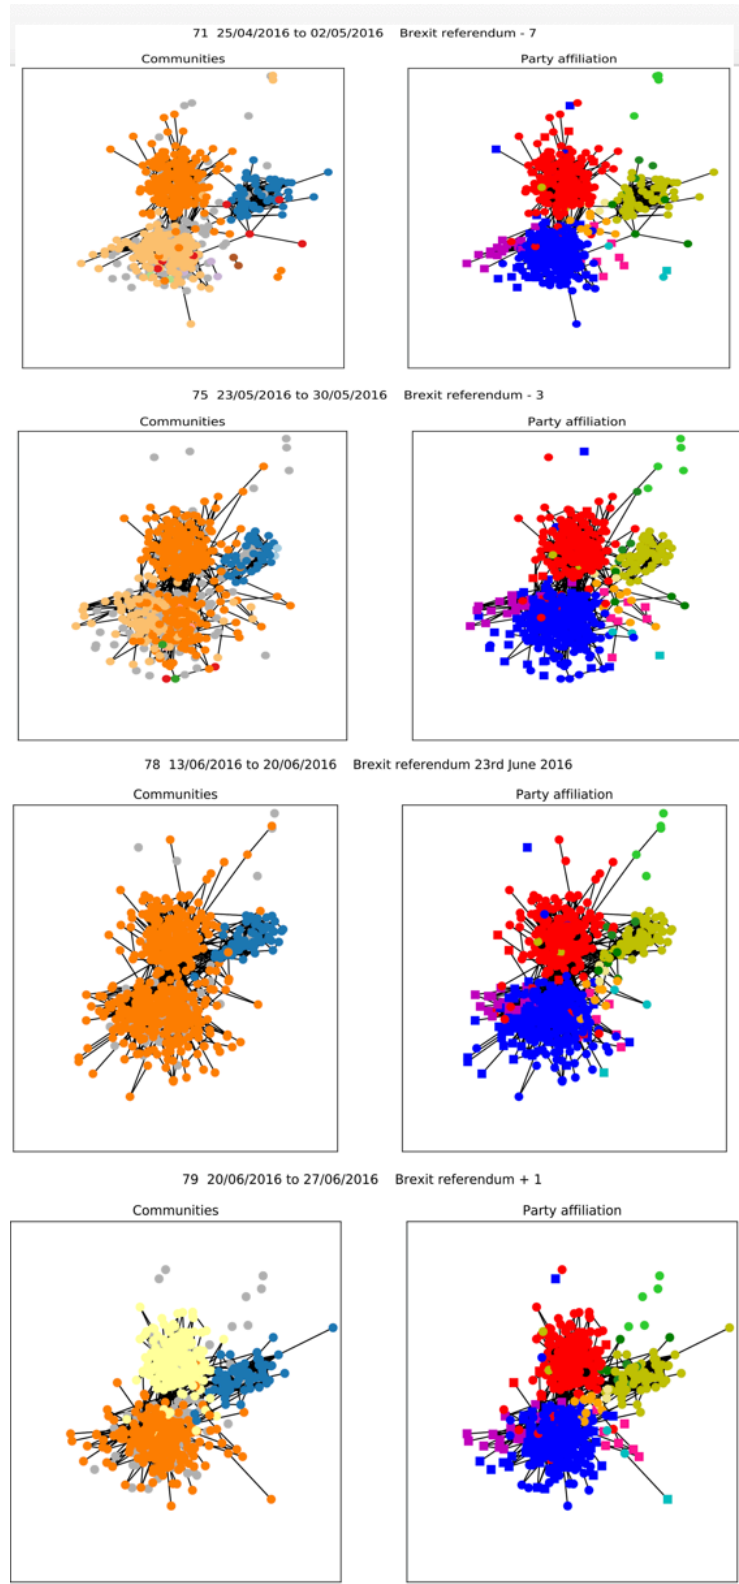 71 25/04/2016 to 02/05/2016 Brexit referendum - 7
Communities
Party affiliation
75 23/05/2016 to 30/05/2016 Brexit referendum - 3
Communities
Party affiliation
78 13/06/2016 to 20/06/2016 Brexit referendum 23rd June 2016
Communities
Party affiliation
79 20/06/2016 to 27/06/2016 Brexit referendum + 1
Communities
Party affiliation